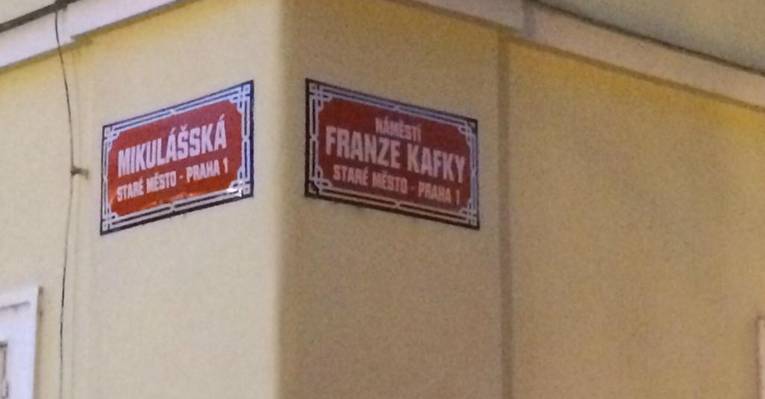 MIKULÁŠSKÁ
STARÉ MĚSTO - PRAHA 1
NÁMĚSTÍ
FRANZE KAFKY
STARÉ MĚSTO - PRAHA 1